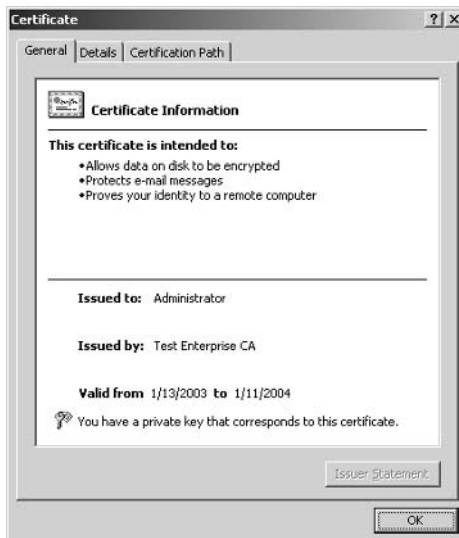 Certificate
General Details Certification Path
Certificate Information
This certificate is intended to:
•Allows data on disk to be encrypted
•Protects e-mail messages
•Proves your identity to a remote computer
Issued to: Administrator
Issued by: Test Enterprise CA
Valid from 1/13/2003 to 1/11/2004
You have a private key that corresponds to this certificate.
Issuer Statement
OK